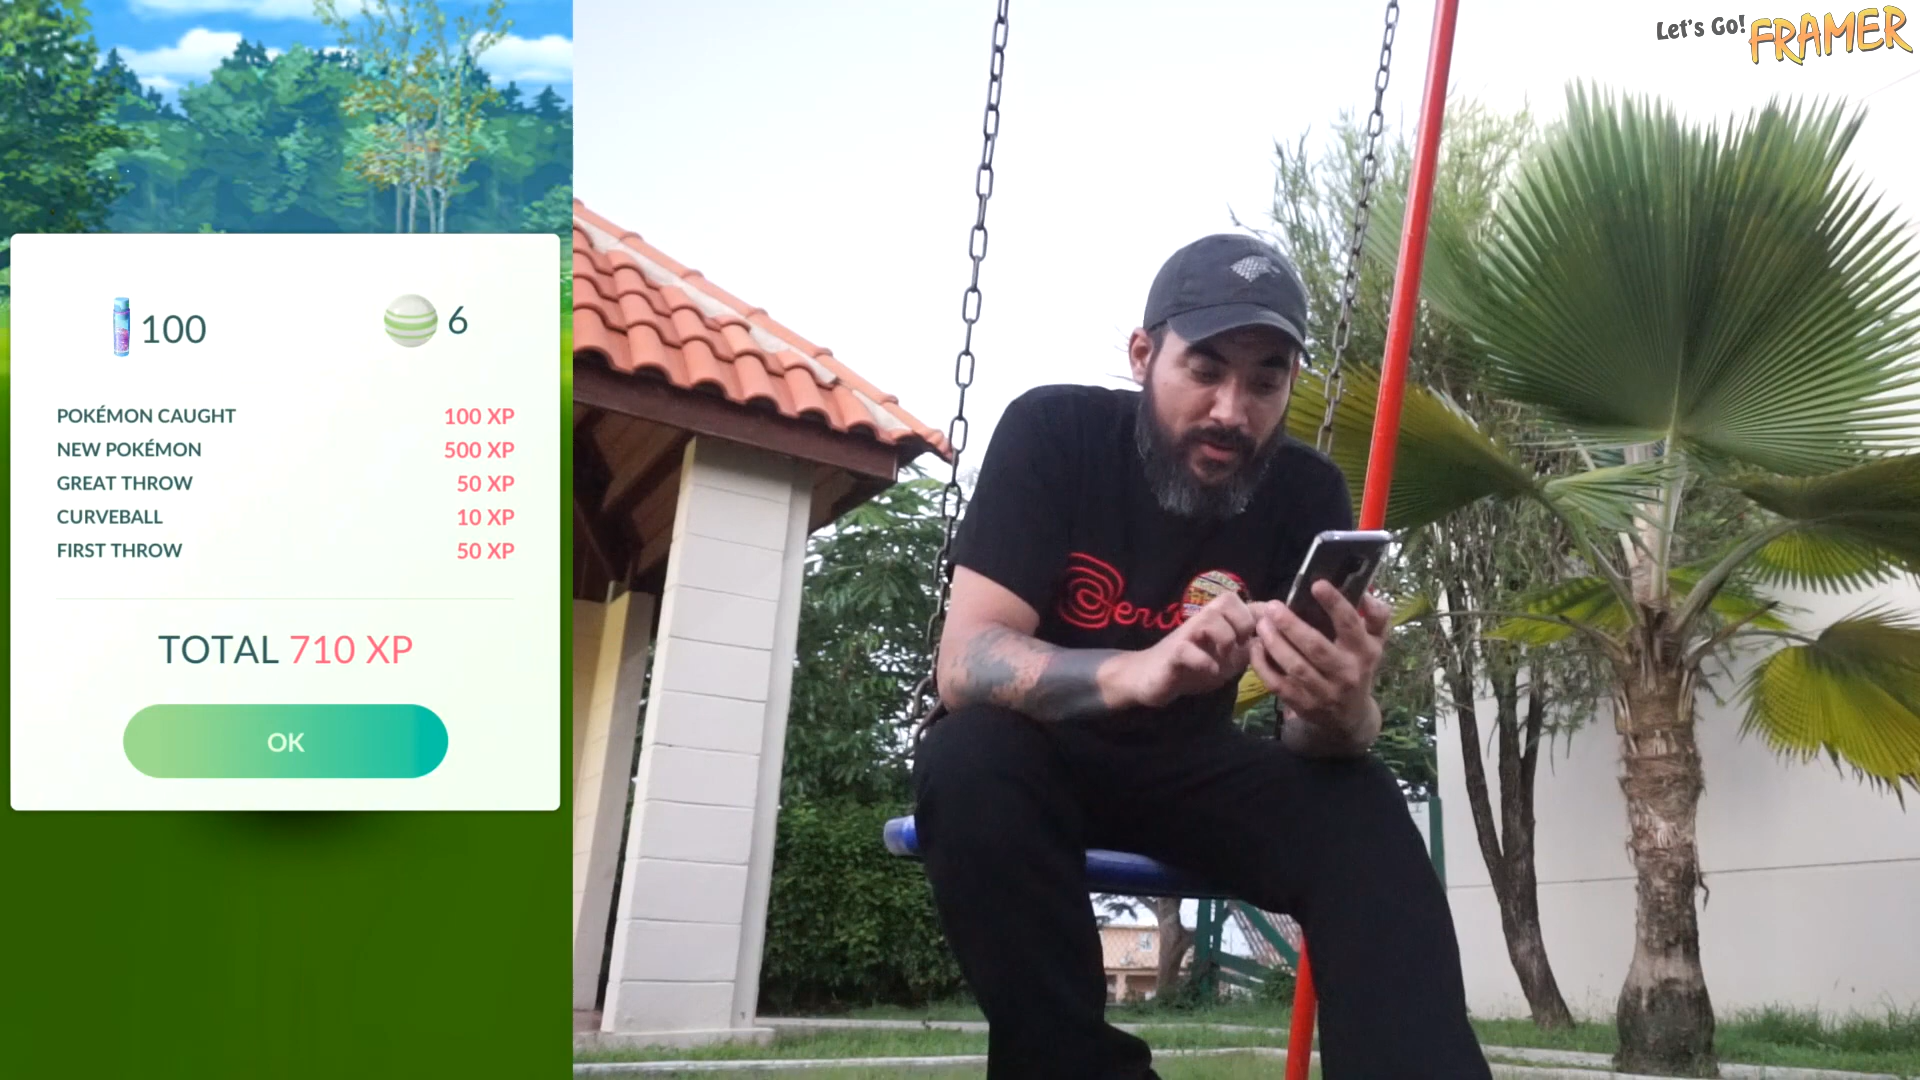 Let's Go! FRAMER
100
6
POKÉMON CAUGHT 100 XP
NEW POKÉMON 500 XP
GREAT THROW 50 XP
CURVEBALL 10 XP
FIRST THROW 50 XP
TOTAL 710 XP
OK